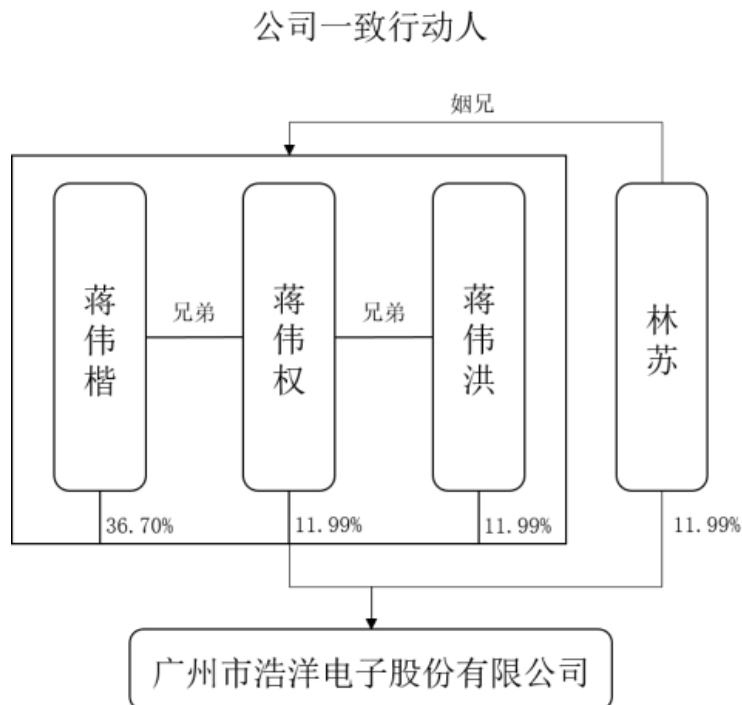 公司一致行动人
姻兄
蒋伟楷
兄弟
蒋伟权
兄弟
蒋伟洪
林苏
36.70%
11.99%
11.99%
11.99%
广州市浩洋电子股份有限公司